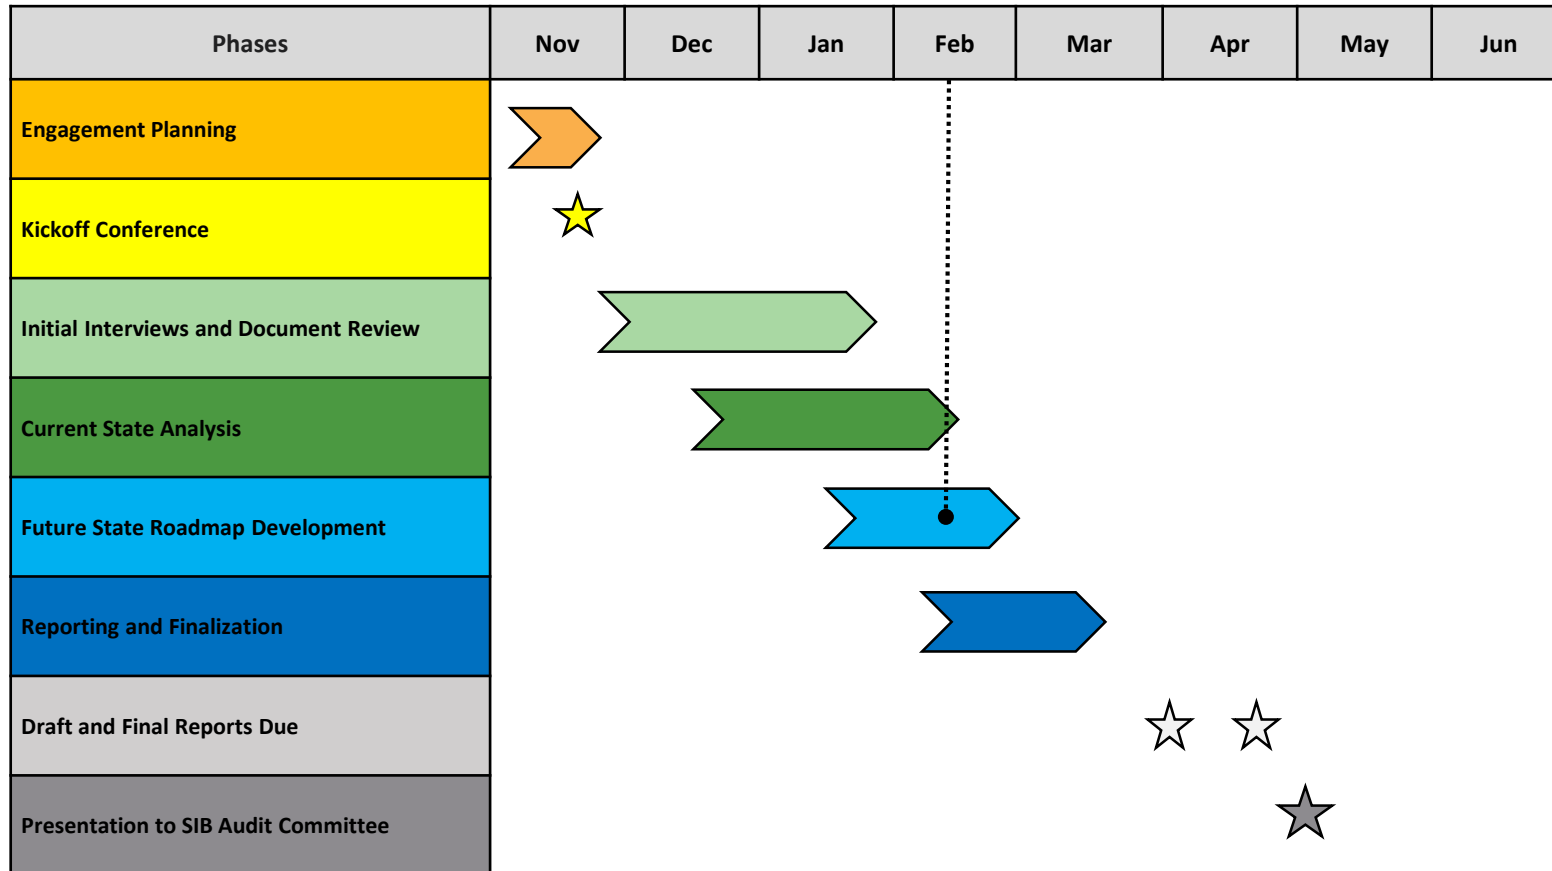 Phases Nov Dec Jan Feb Mar Apr May Jun
Engagement Planning
Kickoff Conference
Initial Interviews and Document Review
Current State Analysis
Future State Roadmap Development
Reporting and Finalization
Draft and Final Reports Due
Presentation to SIB Audit Committee